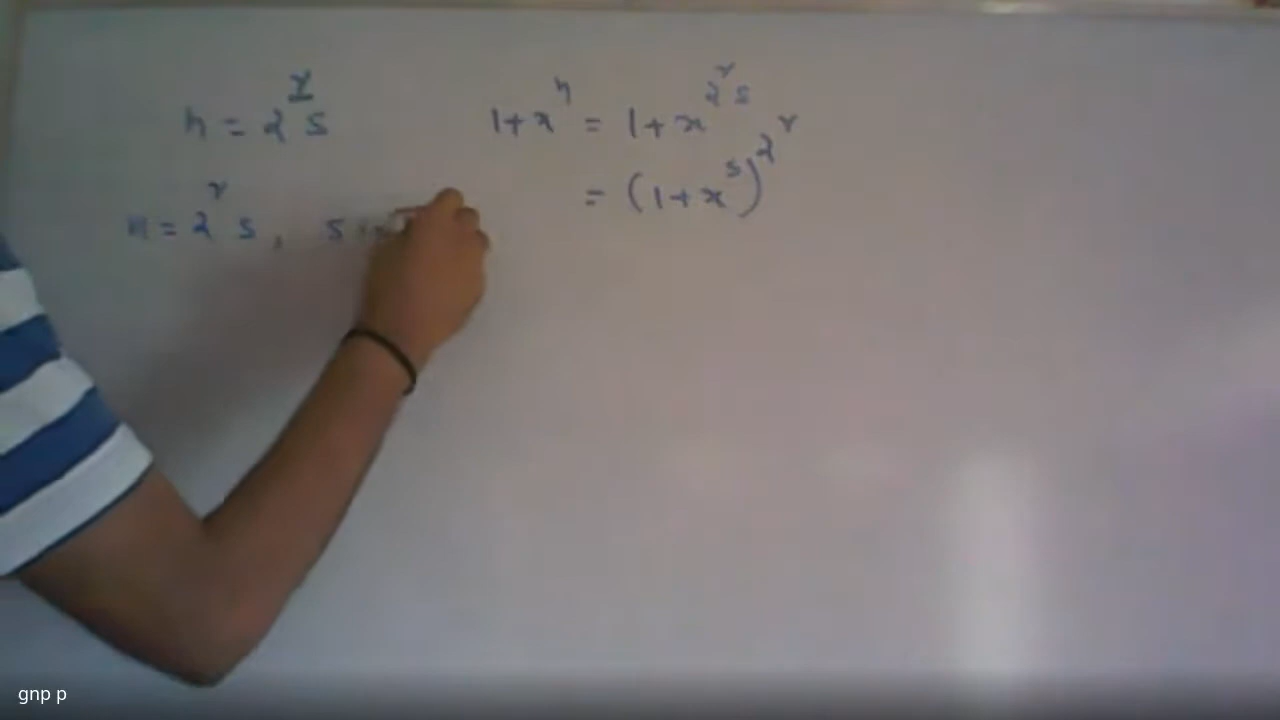 n = 2^r s
1+x^n = 1+x^{2^r s}
= (1+x^s)^{2^r}
n = 2^r s, s
gnp p